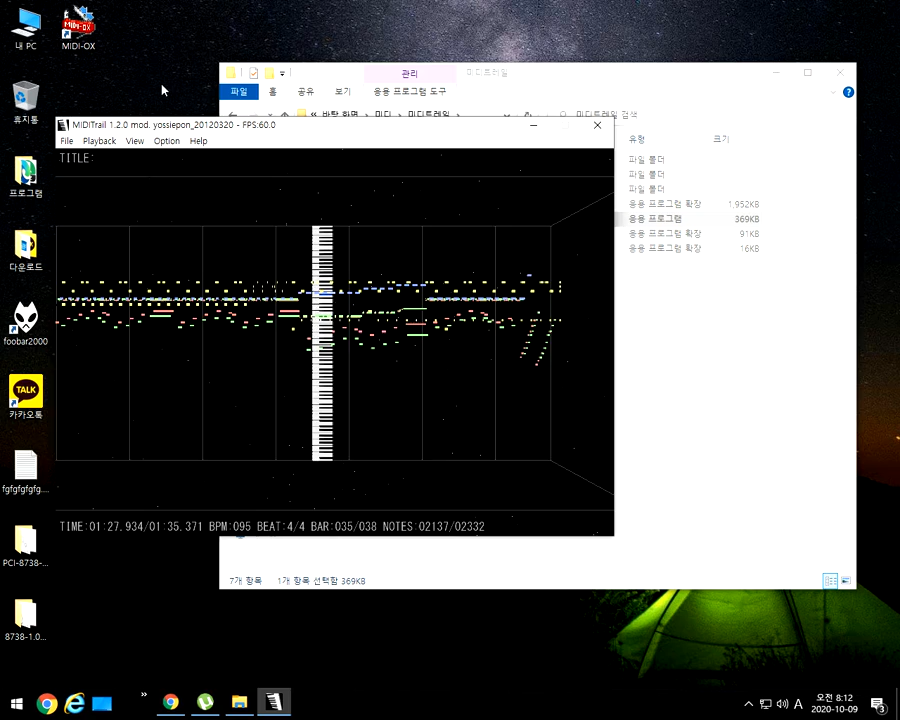 내 PC
MIDI-OX
휴지통
프로그램
다운로드
foobar2000
TALK
카카오톡
fgfgfgfgfg....
PCI-8738-...
8738-1.0...
관리
미디트레일
파일 홈 공유 보기 응용 프로그램 도구
« 바탕 화면 > 미디 > 미디트레일
미디트레일 검색
유형 크기
파일 폴더
파일 폴더
파일 폴더
응용 프로그램 확장 1,952KB
응용 프로그램 369KB
응용 프로그램 확장 91KB
응용 프로그램 확장 16KB
7개 항목 1개 항목 선택함 369KB
MIDITrail 1.2.0 mod. yossiepon_20120320 - FPS:60.0
File Playback View Option Help
TITLE:
TIME:01:27.934/01:35.371 BPM:095 BEAT:4/4 BAR:035/038 NOTES:02137/02332
A
오전 8:12
2020-10-09
3